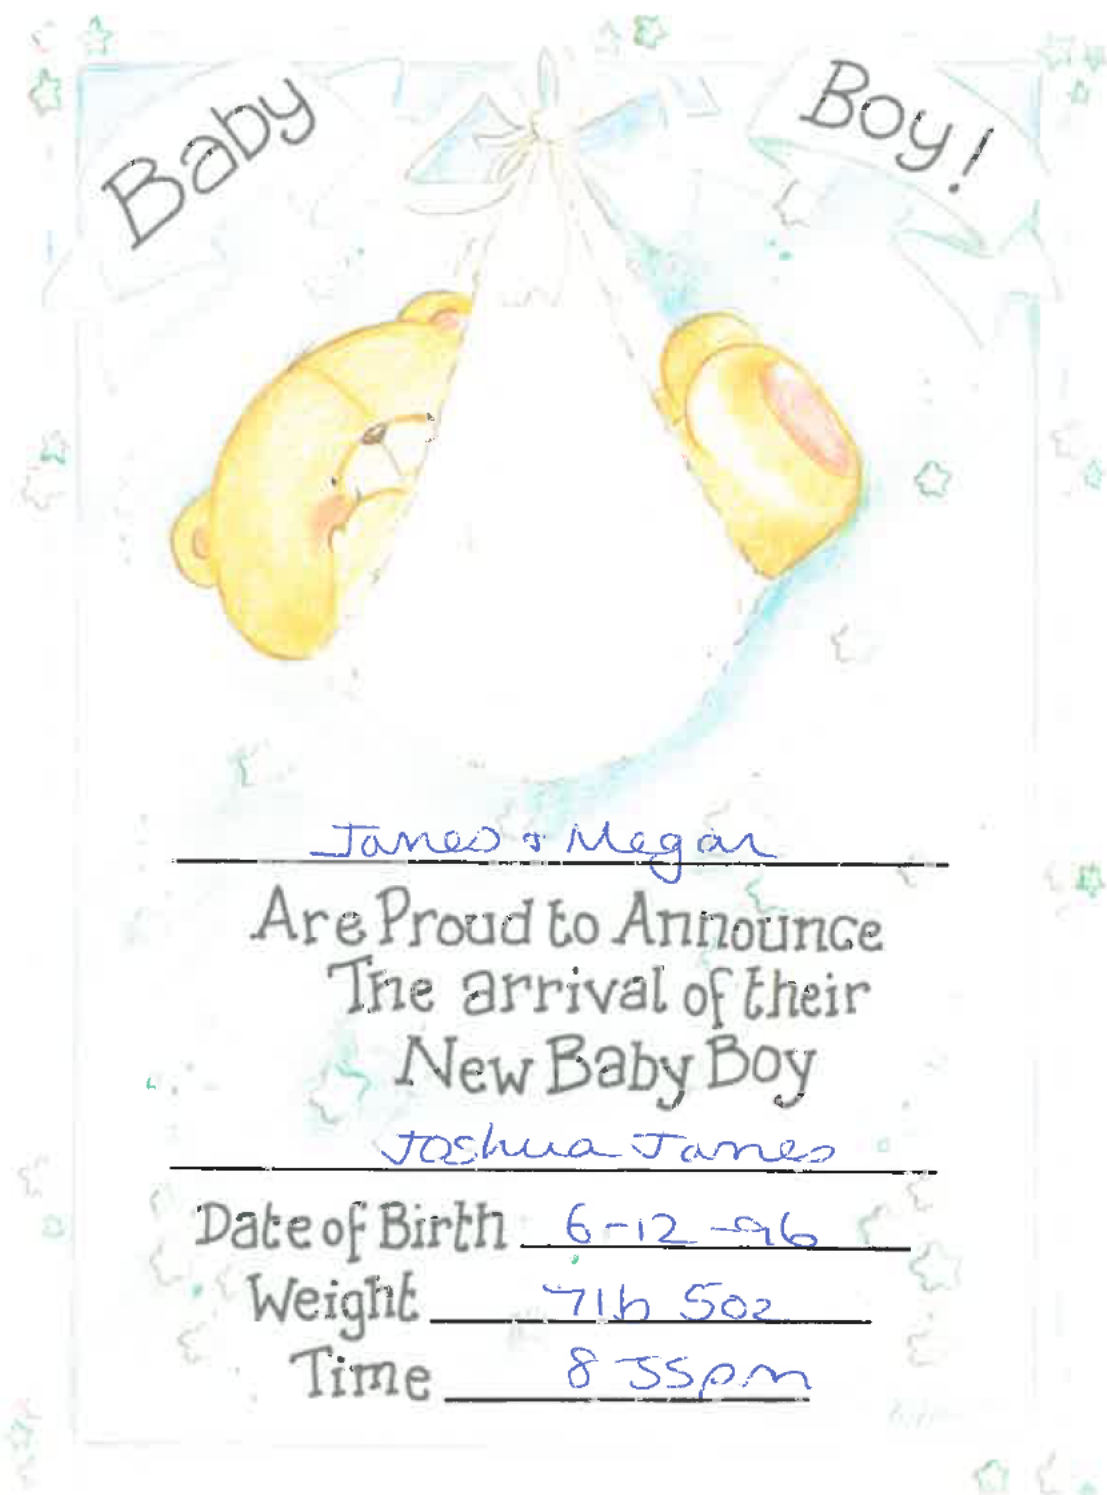 Baby Boy!
James & Megan
Are Proud to Announce
The arrival of their
New Baby Boy
Joshua James
Date of Birth 6-12-96
Weight 7lb 5oz
Time 8 55pm